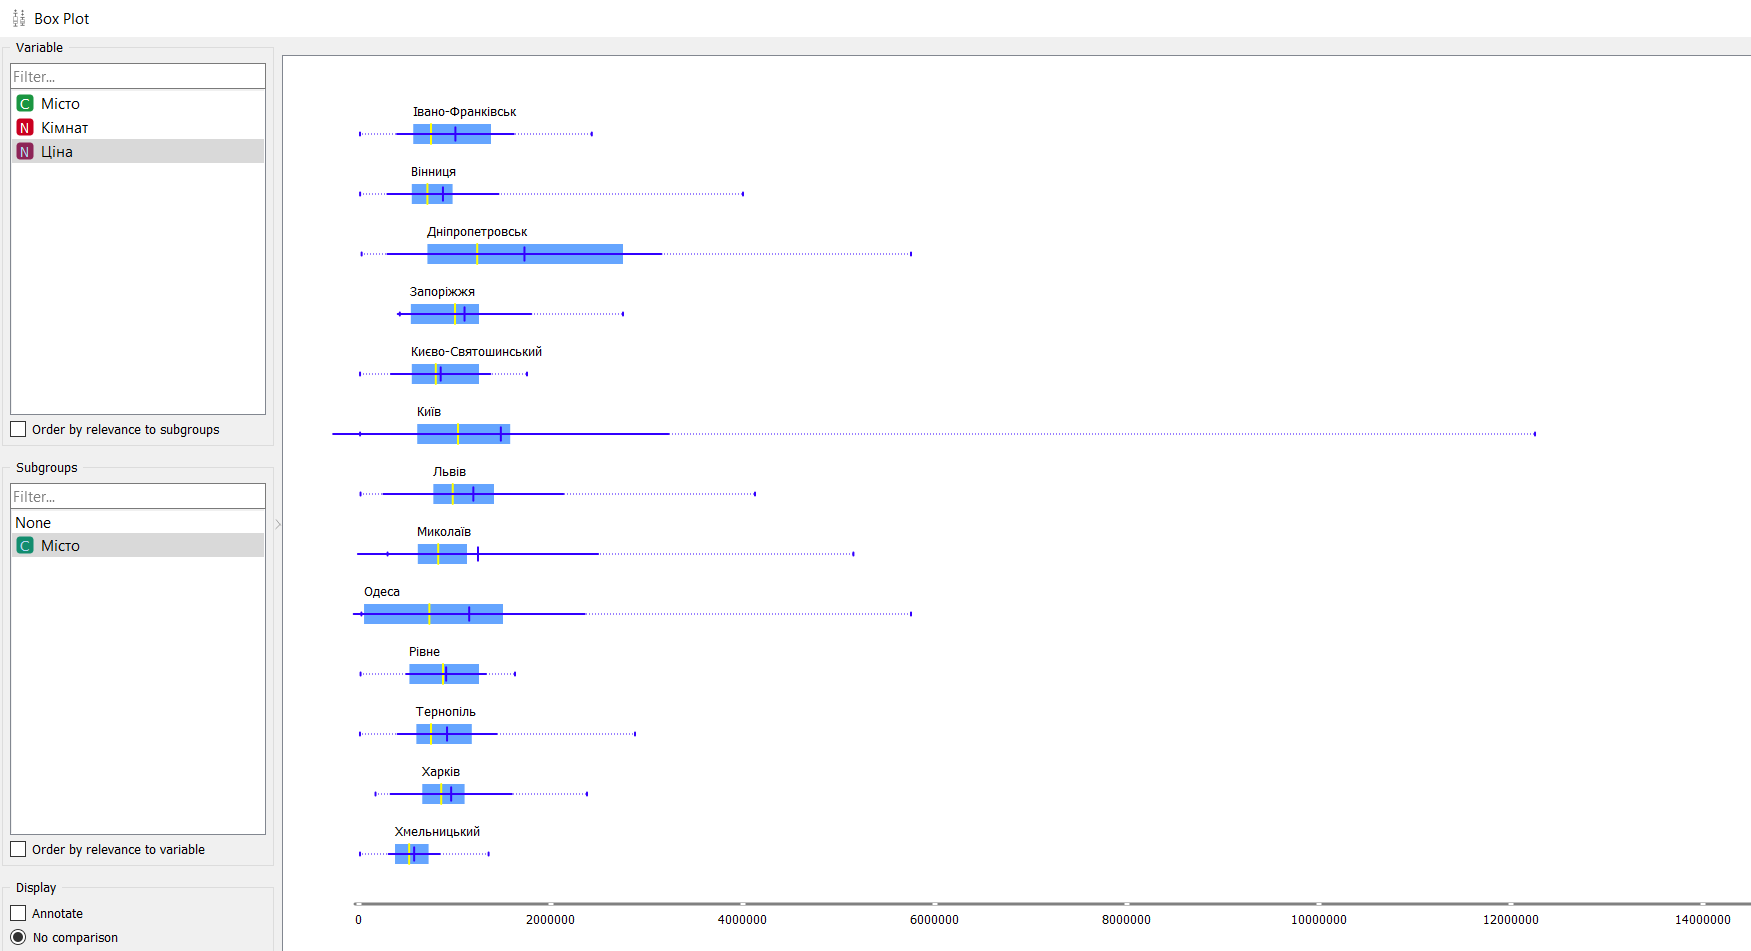 Box Plot
Variable
Filter...
C Місто
N Кімнат
N Ціна
Order by relevance to subgroups
Subgroups
Filter...
None
C Місто
Order by relevance to variable
Display
Annotate
No comparison
Івано-Франківськ
Вінниця
Дніпропетровськ
Запоріжжя
Києво-Святошинський
Київ
Львів
Миколаїв
Одеса
Рівне
Тернопіль
Харків
Хмельницький
0 2000000 4000000 6000000 8000000 10000000 12000000 14000000